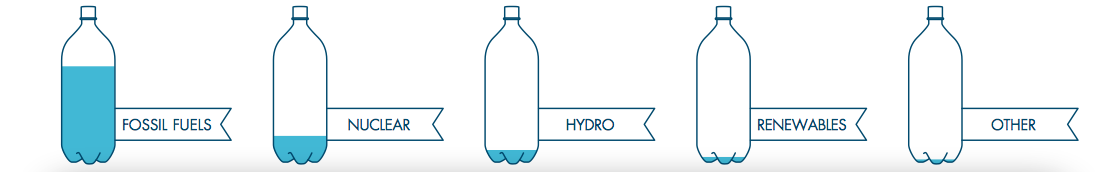 FOSSIL FUELS
NUCLEAR
HYDRO
RENEWABLES
OTHER